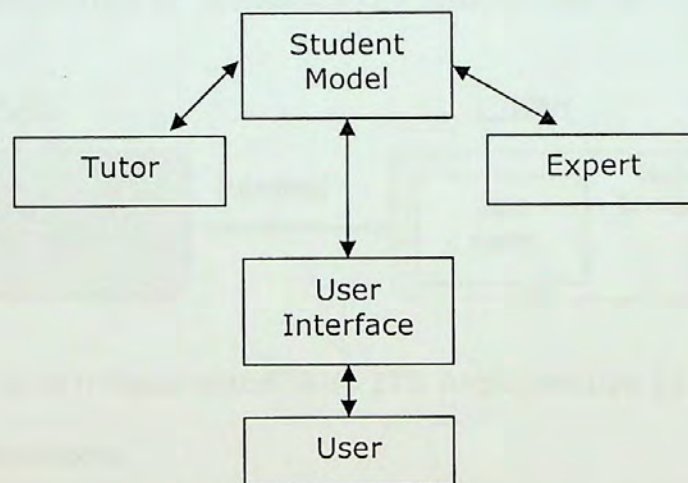 Student
Model
Tutor
Expert
User
Interface
User